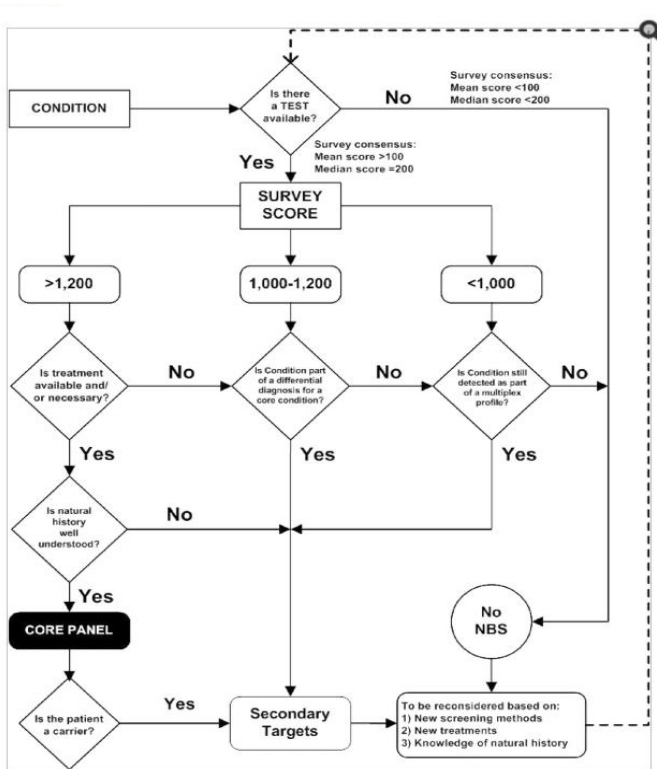 Is there
a TEST
available?
CONDITION
No
Survey consensus:
Mean score <100
Median score <200
Survey consensus:
Mean score >100
Median score =200
Yes
SURVEY
SCORE
>1,200
1,000-1,200
<1,000
Is treatment
available and/
or necessary?
No
Is Condition part
of a differential
diagnosis for a
core condition?
No
Is Condition still
detected as part
of a multiplex
profile?
No
Yes
Yes
Yes
Is natural
history
well
understood?
No
Yes
CORE PANEL
No
NBS
Is the patient
a carrier?
Yes
Secondary
Targets
To be reconsidered based on:
1) New screening methods
2) New treatments
3) Knowledge of natural history